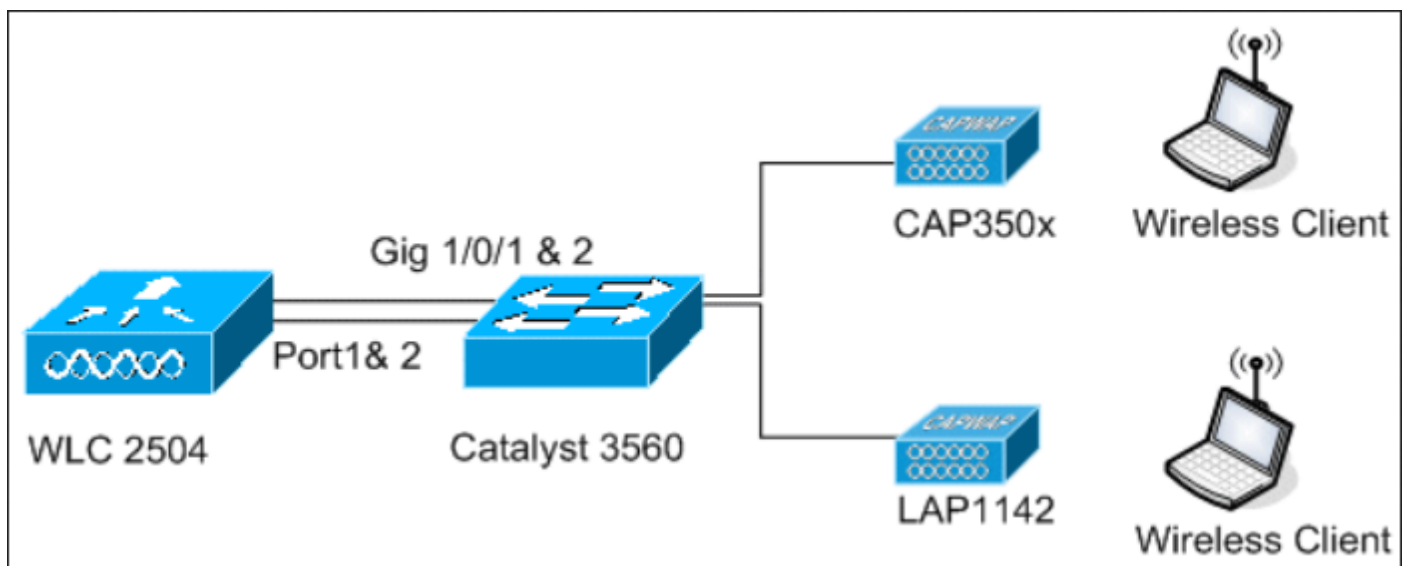 CAPWAP
CAP350x
Wireless Client
Gig 1/0/1 & 2
Port1& 2
WLC 2504
Catalyst 3560
CAPWAP
LAP1142
Wireless Client